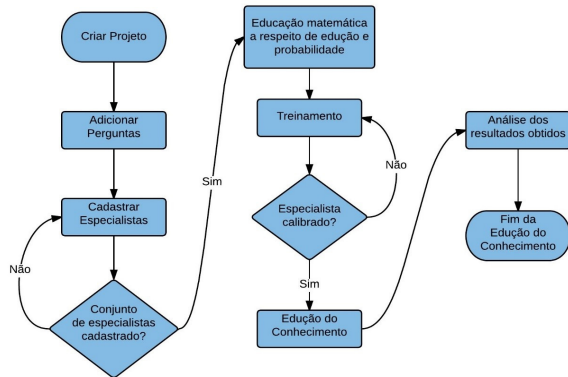 Criar Projeto
Adicionar
Perguntas
Cadastrar
Especialistas
Não
Conjunto
de especialistas
cadastrado?
Sim
Educação matemática
a respeito de edução e
probabilidade
Treinamento
Não
Especialista
calibrado?
Sim
Edução do
Conhecimento
Análise dos
resultados obtidos
Fim da
Edução do
Conhecimento